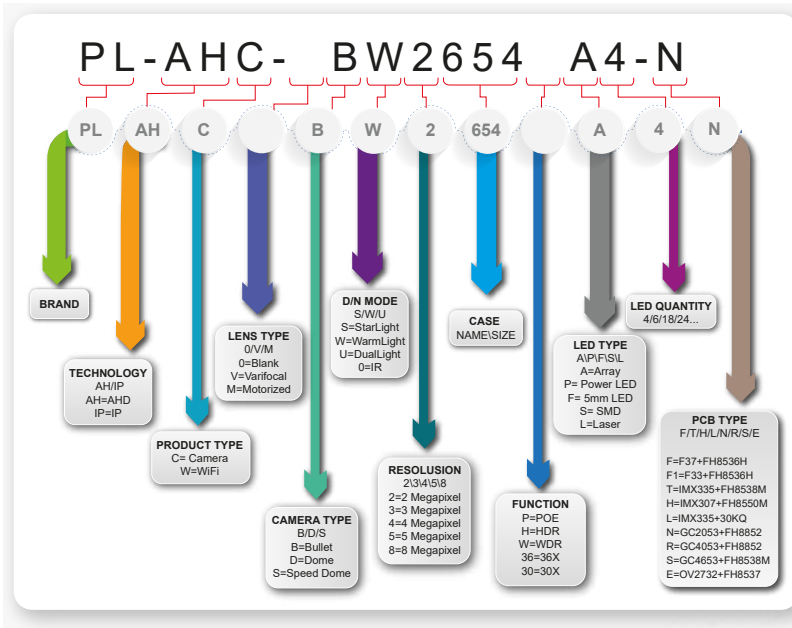 PL-AHC- BW2654 A4-N
PL AH C B W 2 654 A 4 N
BRAND
TECHNOLOGY
AH/IP
AH=AHD
IP=IP
PRODUCT TYPE
C= Camera
W=WiFi
LENS TYPE
0/V/M
0=Blank
V=Varifocal
M=Motorized
CAMERA TYPE
B/D/S
B=Bullet
D=Dome
S=Speed Dome
D/N MODE
S/W/U
S=StarLight
W=WarmLight
U=DualLight
0=IR
RESOLUSION
2\3\4\5\8
2=2 Megapixel
3=3 Megapixel
4=4 Megapixel
5=5 Megapixel
8=8 Megapixel
CASE
NAME\SIZE
FUNCTION
P=POE
H=HDR
W=WDR
36=36X
30=30X
LED TYPE
A\P\F\S\L
A=Array
P= Power LED
F= 5mm LED
S= SMD
L=Laser
LED QUANTITY
4/6/18/24...
PCB TYPE
F/T/H/L/N/R/S/E
F=F37+FH8536H
F1=F33+FH8536H
T=IMX335+FH8538M
H=IMX307+FH8550M
L=IMX335+30KQ
N=GC2053+FH8852
R=GC4053+FH8852
S=GC4653+FH8538M
E=OV2732+FH8537